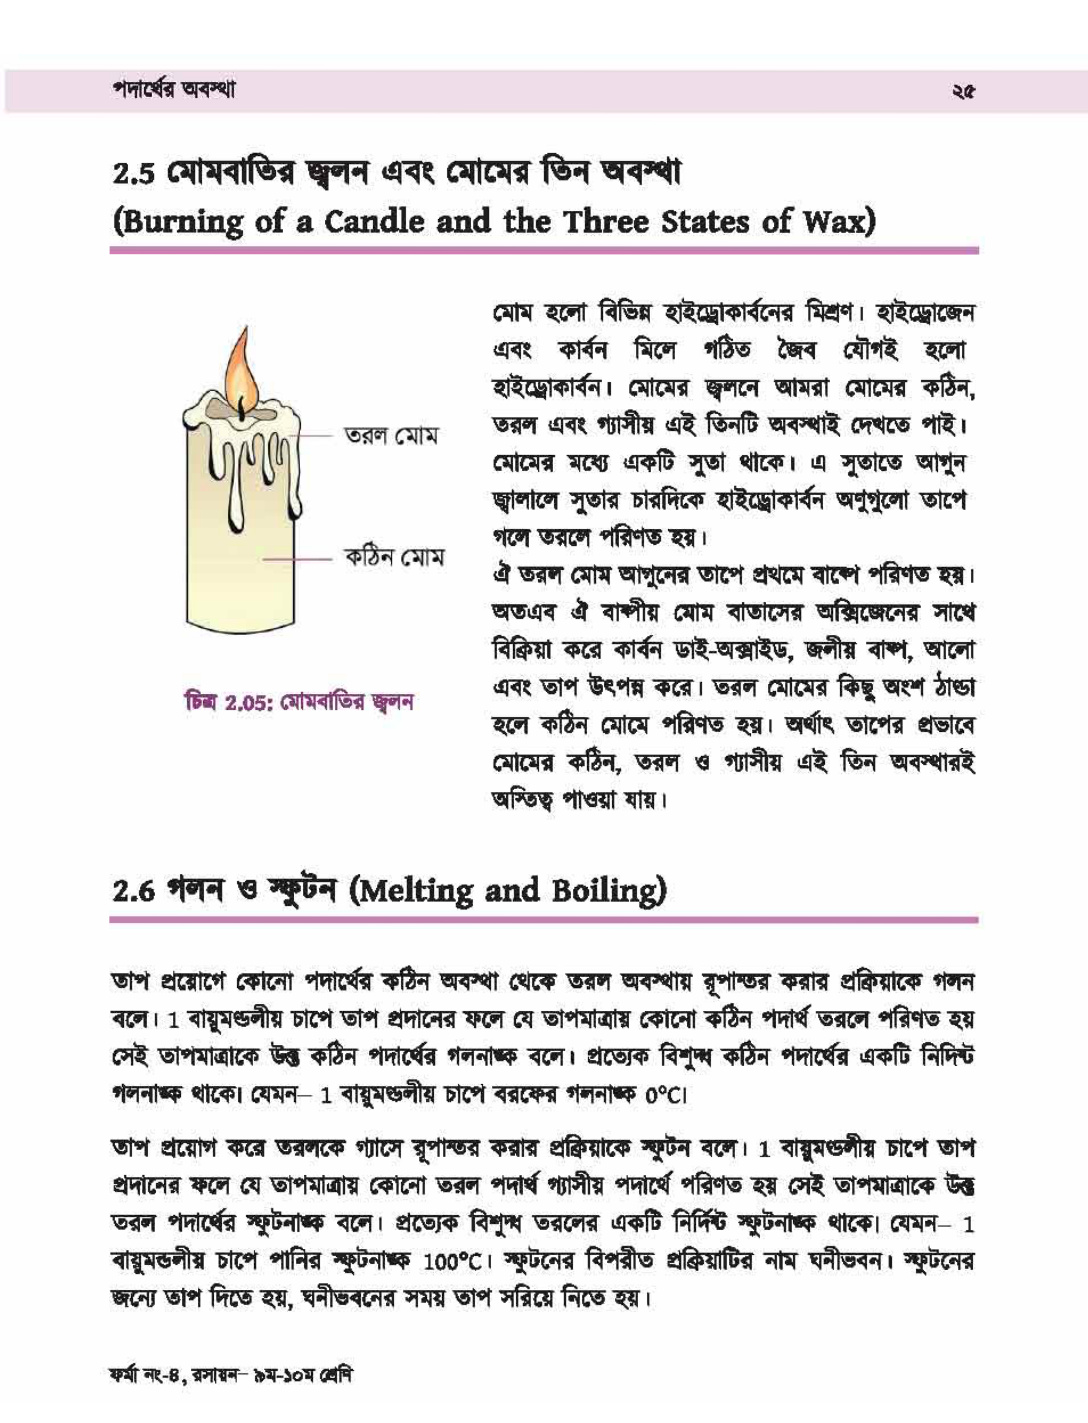 পদার্থের অবস্থা ২৫
2.5 মোমবাতির জ্বলন এবং মোমের তিন অবস্থা
(Burning of a Candle and the Three States of Wax)
তরল মোম
কঠিন মোম
চিত্র 2.05: মোমবাতির জ্বলন
মোম হলো বিভিন্ন হাইড্রোকার্বনের মিশ্রণ। হাইড্রোজেন
এবং কার্বন মিলে গঠিত জৈব যৌগই হলো
হাইড্রোকার্বন। মোমের জ্বলনে আমরা মোমের কঠিন,
তরল এবং গ্যাসীয় এই তিনটি অবস্থাই দেখতে পাই।
মোমের মধ্যে একটি সুতা থাকে। এ সুতাতে আগুন
জ্বালালে সুতার চারদিকে হাইড্রোকার্বন অণুগুলো তাপে
গলে তরলে পরিণত হয়।
ঐ তরল মোম আগুনের তাপে প্রথমে বাষ্পে পরিণত হয়।
অতএব ঐ বাষ্পীয় মোম বাতাসের অক্সিজেনের সাথে
বিক্রিয়া করে কার্বন ডাই-অক্সাইড, জলীয় বাষ্প, আলো
এবং তাপ উৎপন্ন করে। তরল মোমের কিছু অংশ ঠাণ্ডা
হলে কঠিন মোমে পরিণত হয়। অর্থাৎ তাপের প্রভাবে
মোমের কঠিন, তরল ও গ্যাসীয় এই তিন অবস্থারই
অস্তিত্ব পাওয়া যায়।
2.6 গলন ও স্ফুটন (Melting and Boiling)
তাপ প্রয়োগে কোনো পদার্থের কঠিন অবস্থা থেকে তরল অবস্থায় রূপান্তর করার প্রক্রিয়াকে গলন
বলে। 1 বায়ুমণ্ডলীয় চাপে তাপ প্রদানের ফলে যে তাপমাত্রায় কোনো কঠিন পদার্থ তরলে পরিণত হয়
সেই তাপমাত্রাকে উক্ত কঠিন পদার্থের গলনাঙ্ক বলে। প্রত্যেক বিশুদ্ধ কঠিন পদার্থের একটি নির্দিষ্ট
গলনাঙ্ক থাকে। যেমন– 1 বায়ুমণ্ডলীয় চাপে বরফের গলনাঙ্ক 0°C।
তাপ প্রয়োগ করে তরলকে গ্যাসে রূপান্তর করার প্রক্রিয়াকে স্ফুটন বলে। 1 বায়ুমণ্ডলীয় চাপে তাপ
প্রদানের ফলে যে তাপমাত্রায় কোনো তরল পদার্থ গ্যাসীয় পদার্থে পরিণত হয় সেই তাপমাত্রাকে উক্ত
তরল পদার্থের স্ফুটনাঙ্ক বলে। প্রত্যেক বিশুদ্ধ তরলের একটি নির্দিষ্ট স্ফুটনাঙ্ক থাকে। যেমন– 1
বায়ুমন্ডলীয় চাপে পানির স্ফুটনাঙ্ক 100°C। স্ফুটনের বিপরীত প্রক্রিয়াটির নাম ঘনীভবন। স্ফুটনের
জন্যে তাপ দিতে হয়, ঘনীভবনের সময় তাপ সরিয়ে নিতে হয়।
ফর্মা নং-৪, রসায়ন– ৯ম-১০ম শ্রেণি